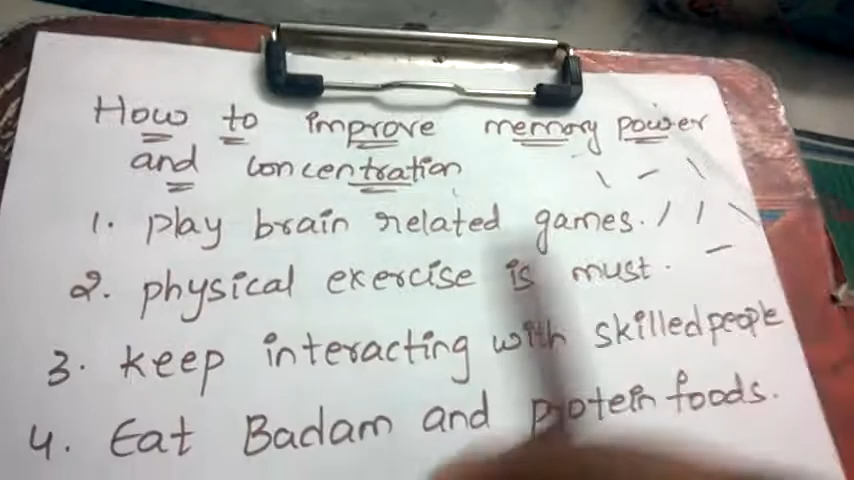 How to improve memory power
and concentration
1. play brain related games.
2. physical exercise is must.
3. keep interacting with skilled people
4. Eat Badam and protein foods.